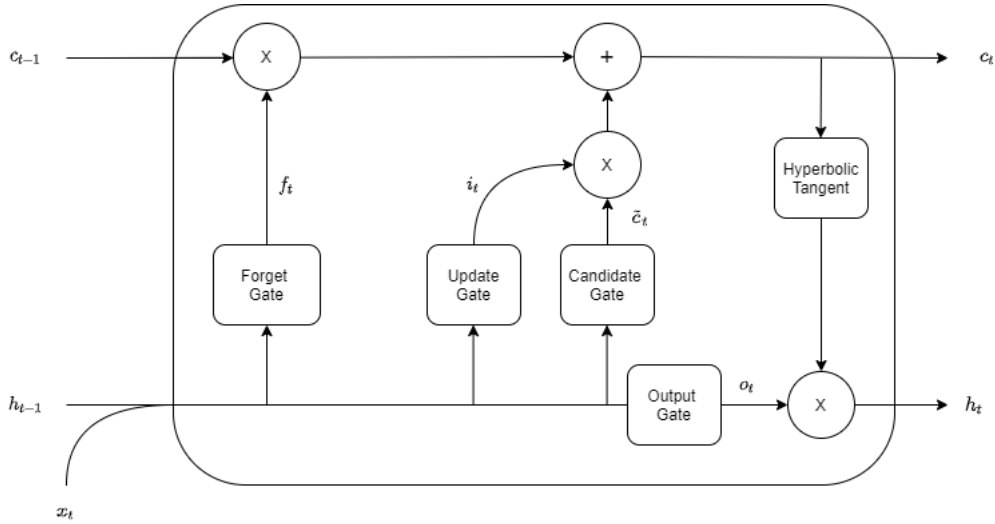 c_{t-1}
X
+
c_t
X
Hyperbolic
Tangent
f_t
i_t
c̃_t
Forget
Gate
Update
Gate
Candidate
Gate
h_{t-1}
Output
Gate
o_t
X
h_t
x_t